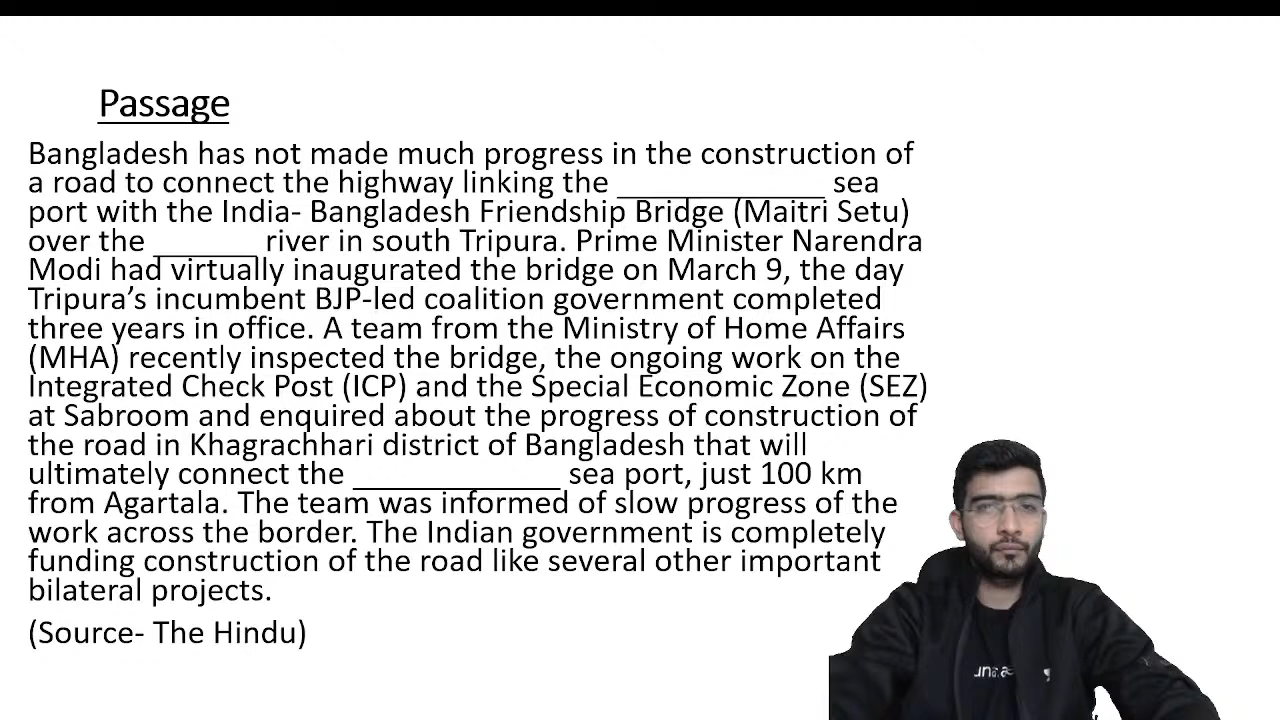 Passage
Bangladesh has not made much progress in the construction of
a road to connect the highway linking the _____________ sea
port with the India- Bangladesh Friendship Bridge (Maitri Setu)
over the _______ river in south Tripura. Prime Minister Narendra
Modi had virtually inaugurated the bridge on March 9, the day
Tripura’s incumbent BJP-led coalition government completed
three years in office. A team from the Ministry of Home Affairs
(MHA) recently inspected the bridge, the ongoing work on the
Integrated Check Post (ICP) and the Special Economic Zone (SEZ)
at Sabroom and enquired about the progress of construction of
the road in Khagrachhari district of Bangladesh that will
ultimately connect the _____________ sea port, just 100 km
from Agartala. The team was informed of slow progress of the
work across the border. The Indian government is completely
funding construction of the road like several other important
bilateral projects.
(Source- The Hindu)